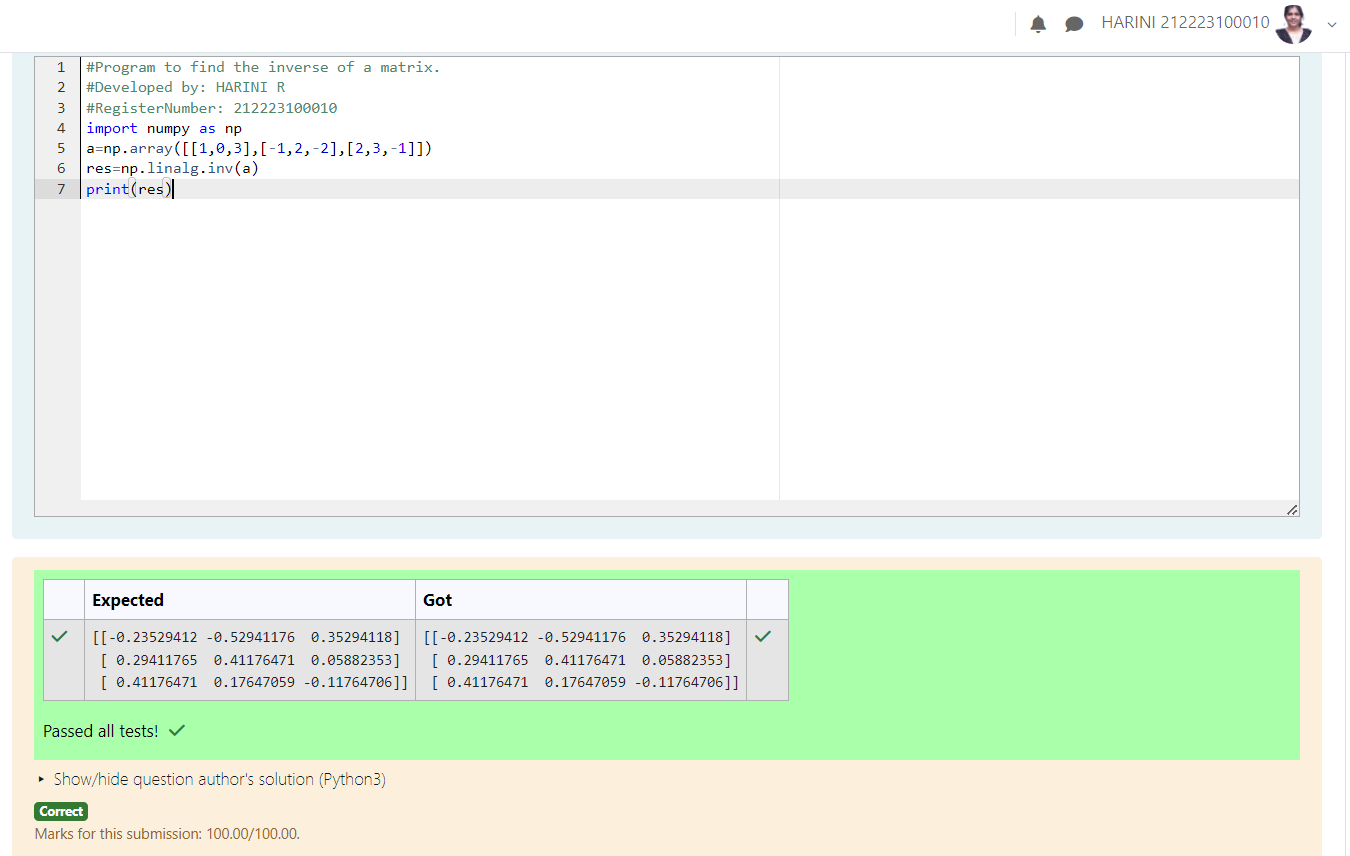 HARINI 212223100010
1 #Program to find the inverse of a matrix.
2 #Developed by: HARINI R
3 #RegisterNumber: 212223100010
4 import numpy as np
5 a=np.array([[1,0,3],[-1,2,-2],[2,3,-1]])
6 res=np.linalg.inv(a)
7 print(res)
Expected Got
[[-0.23529412 -0.52941176  0.35294118] [[-0.23529412 -0.52941176  0.35294118]
[ 0.29411765  0.41176471  0.05882353] [ 0.29411765  0.41176471  0.05882353]
[ 0.41176471  0.17647059 -0.11764706]] [ 0.41176471  0.17647059 -0.11764706]]
Passed all tests!
Show/hide question author's solution (Python3)
Correct
Marks for this submission: 100.00/100.00.